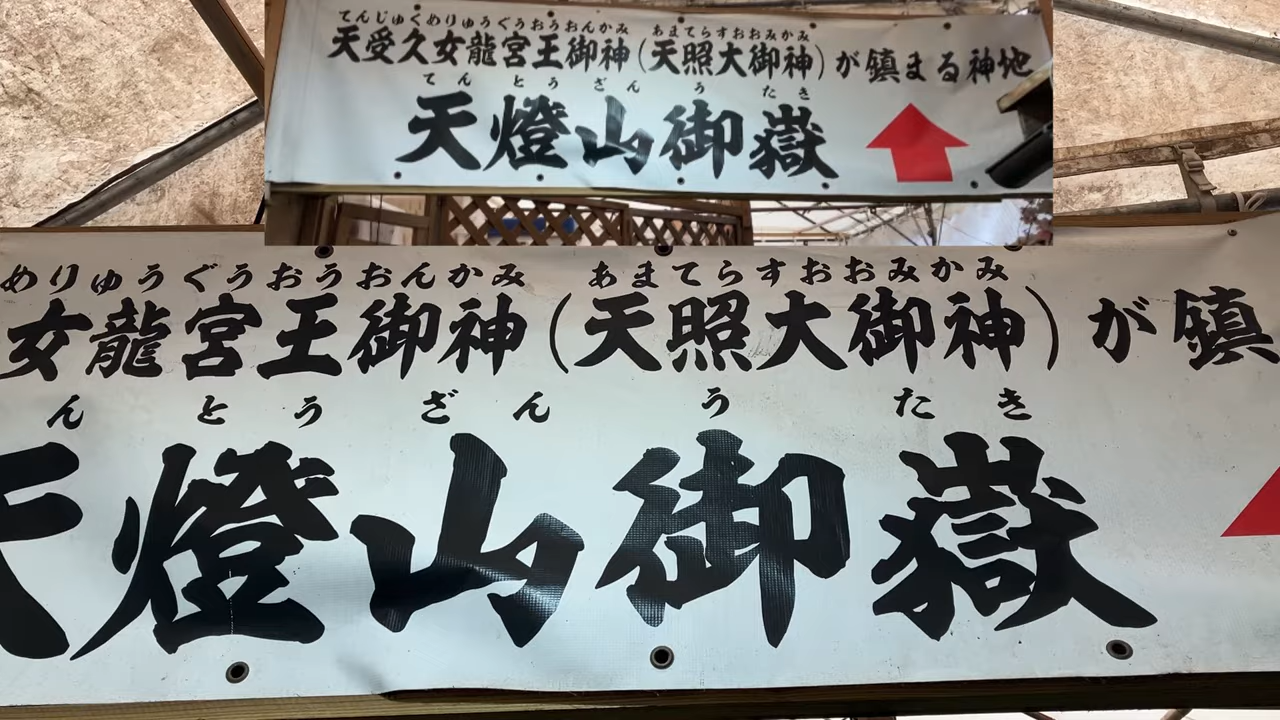 てんじゅくめりゅうぐうおうおんかみ あまてらすおおみかみ
天受久女龍宮王御神(天照大御神)が鎮まる神地
てんとうざん うたき
天燈山御嶽
めりゅうぐうおうおんかみ あまてらすおおみかみ
女龍宮王御神(天照大御神)が鎮
んとうざん うたき
天燈山御嶽